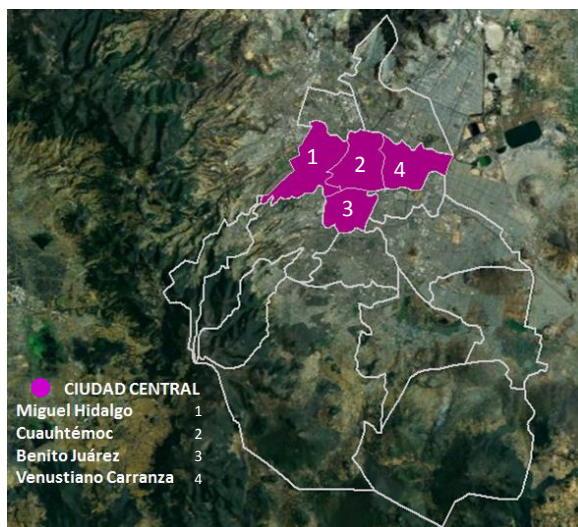 1
2
4
3
CIUDAD CENTRAL
Miguel Hidalgo 1
Cuauhtémoc 2
Benito Juárez 3
Venustiano Carranza 4